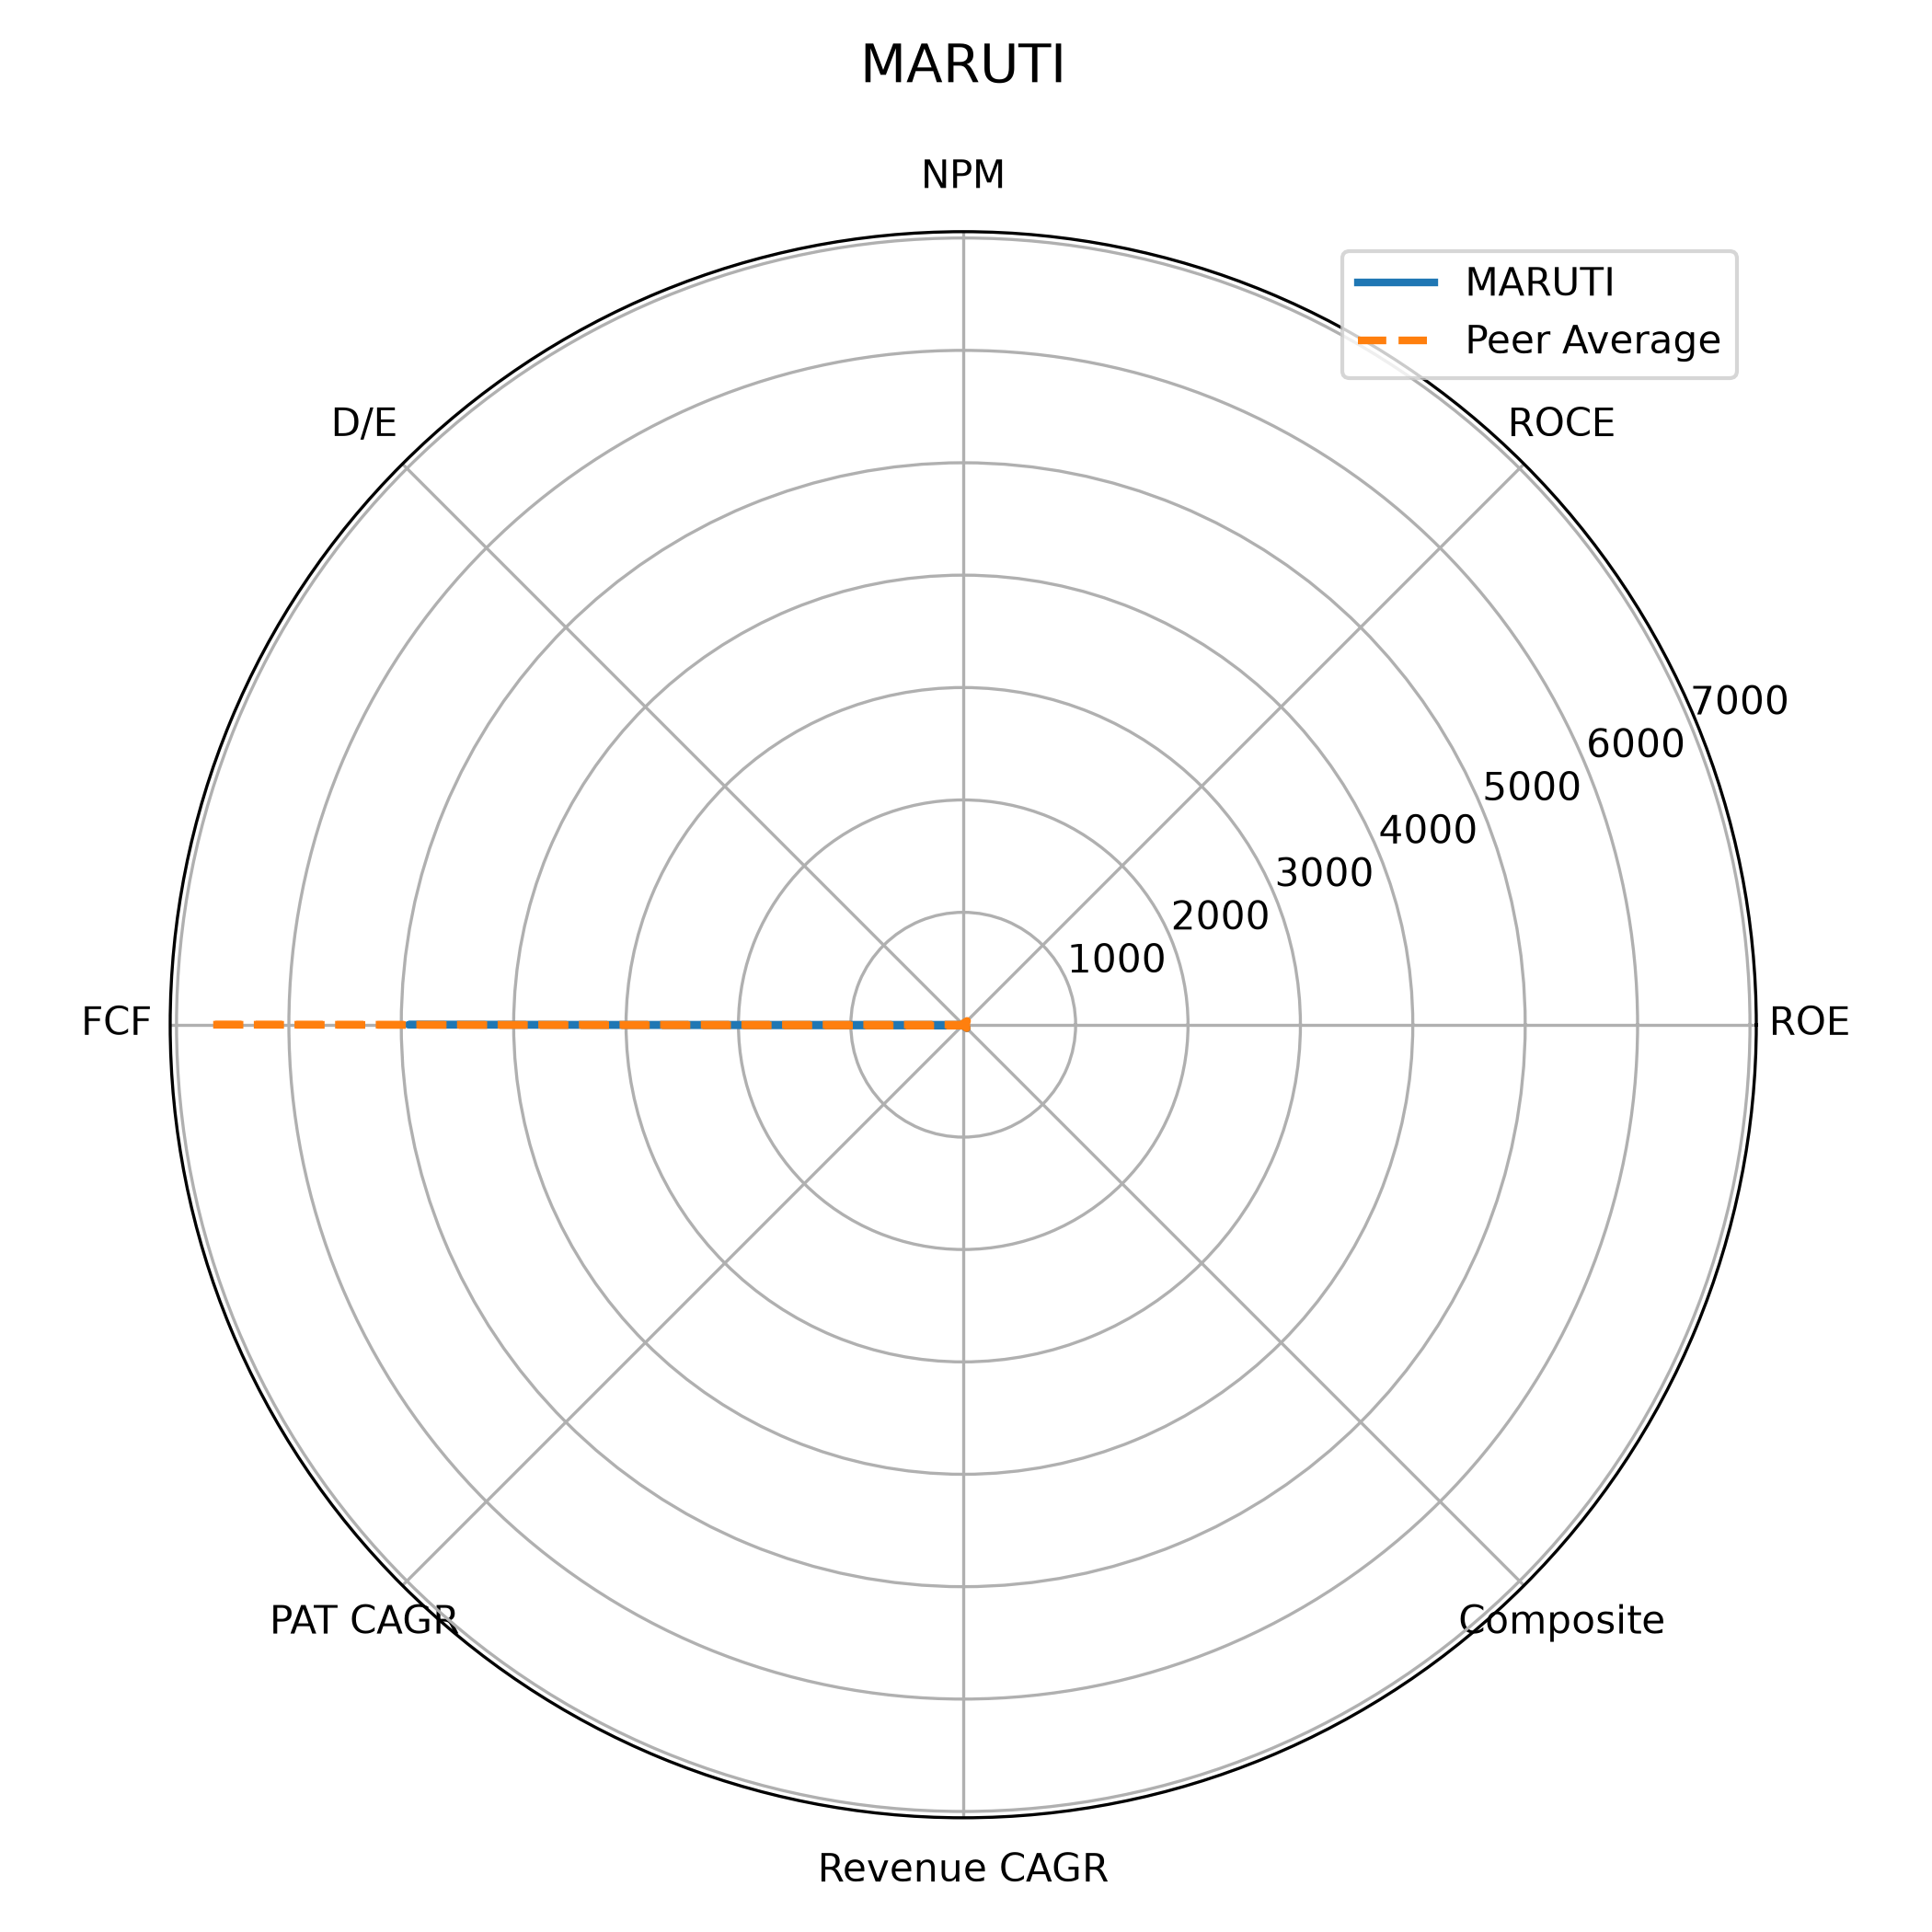 MARUTI
NPM
MARUTI
Peer Average
D/E
ROCE
7000
6000
5000
4000
3000
2000
1000
FCF
ROE
PAT CAGR
Composite
Revenue CAGR